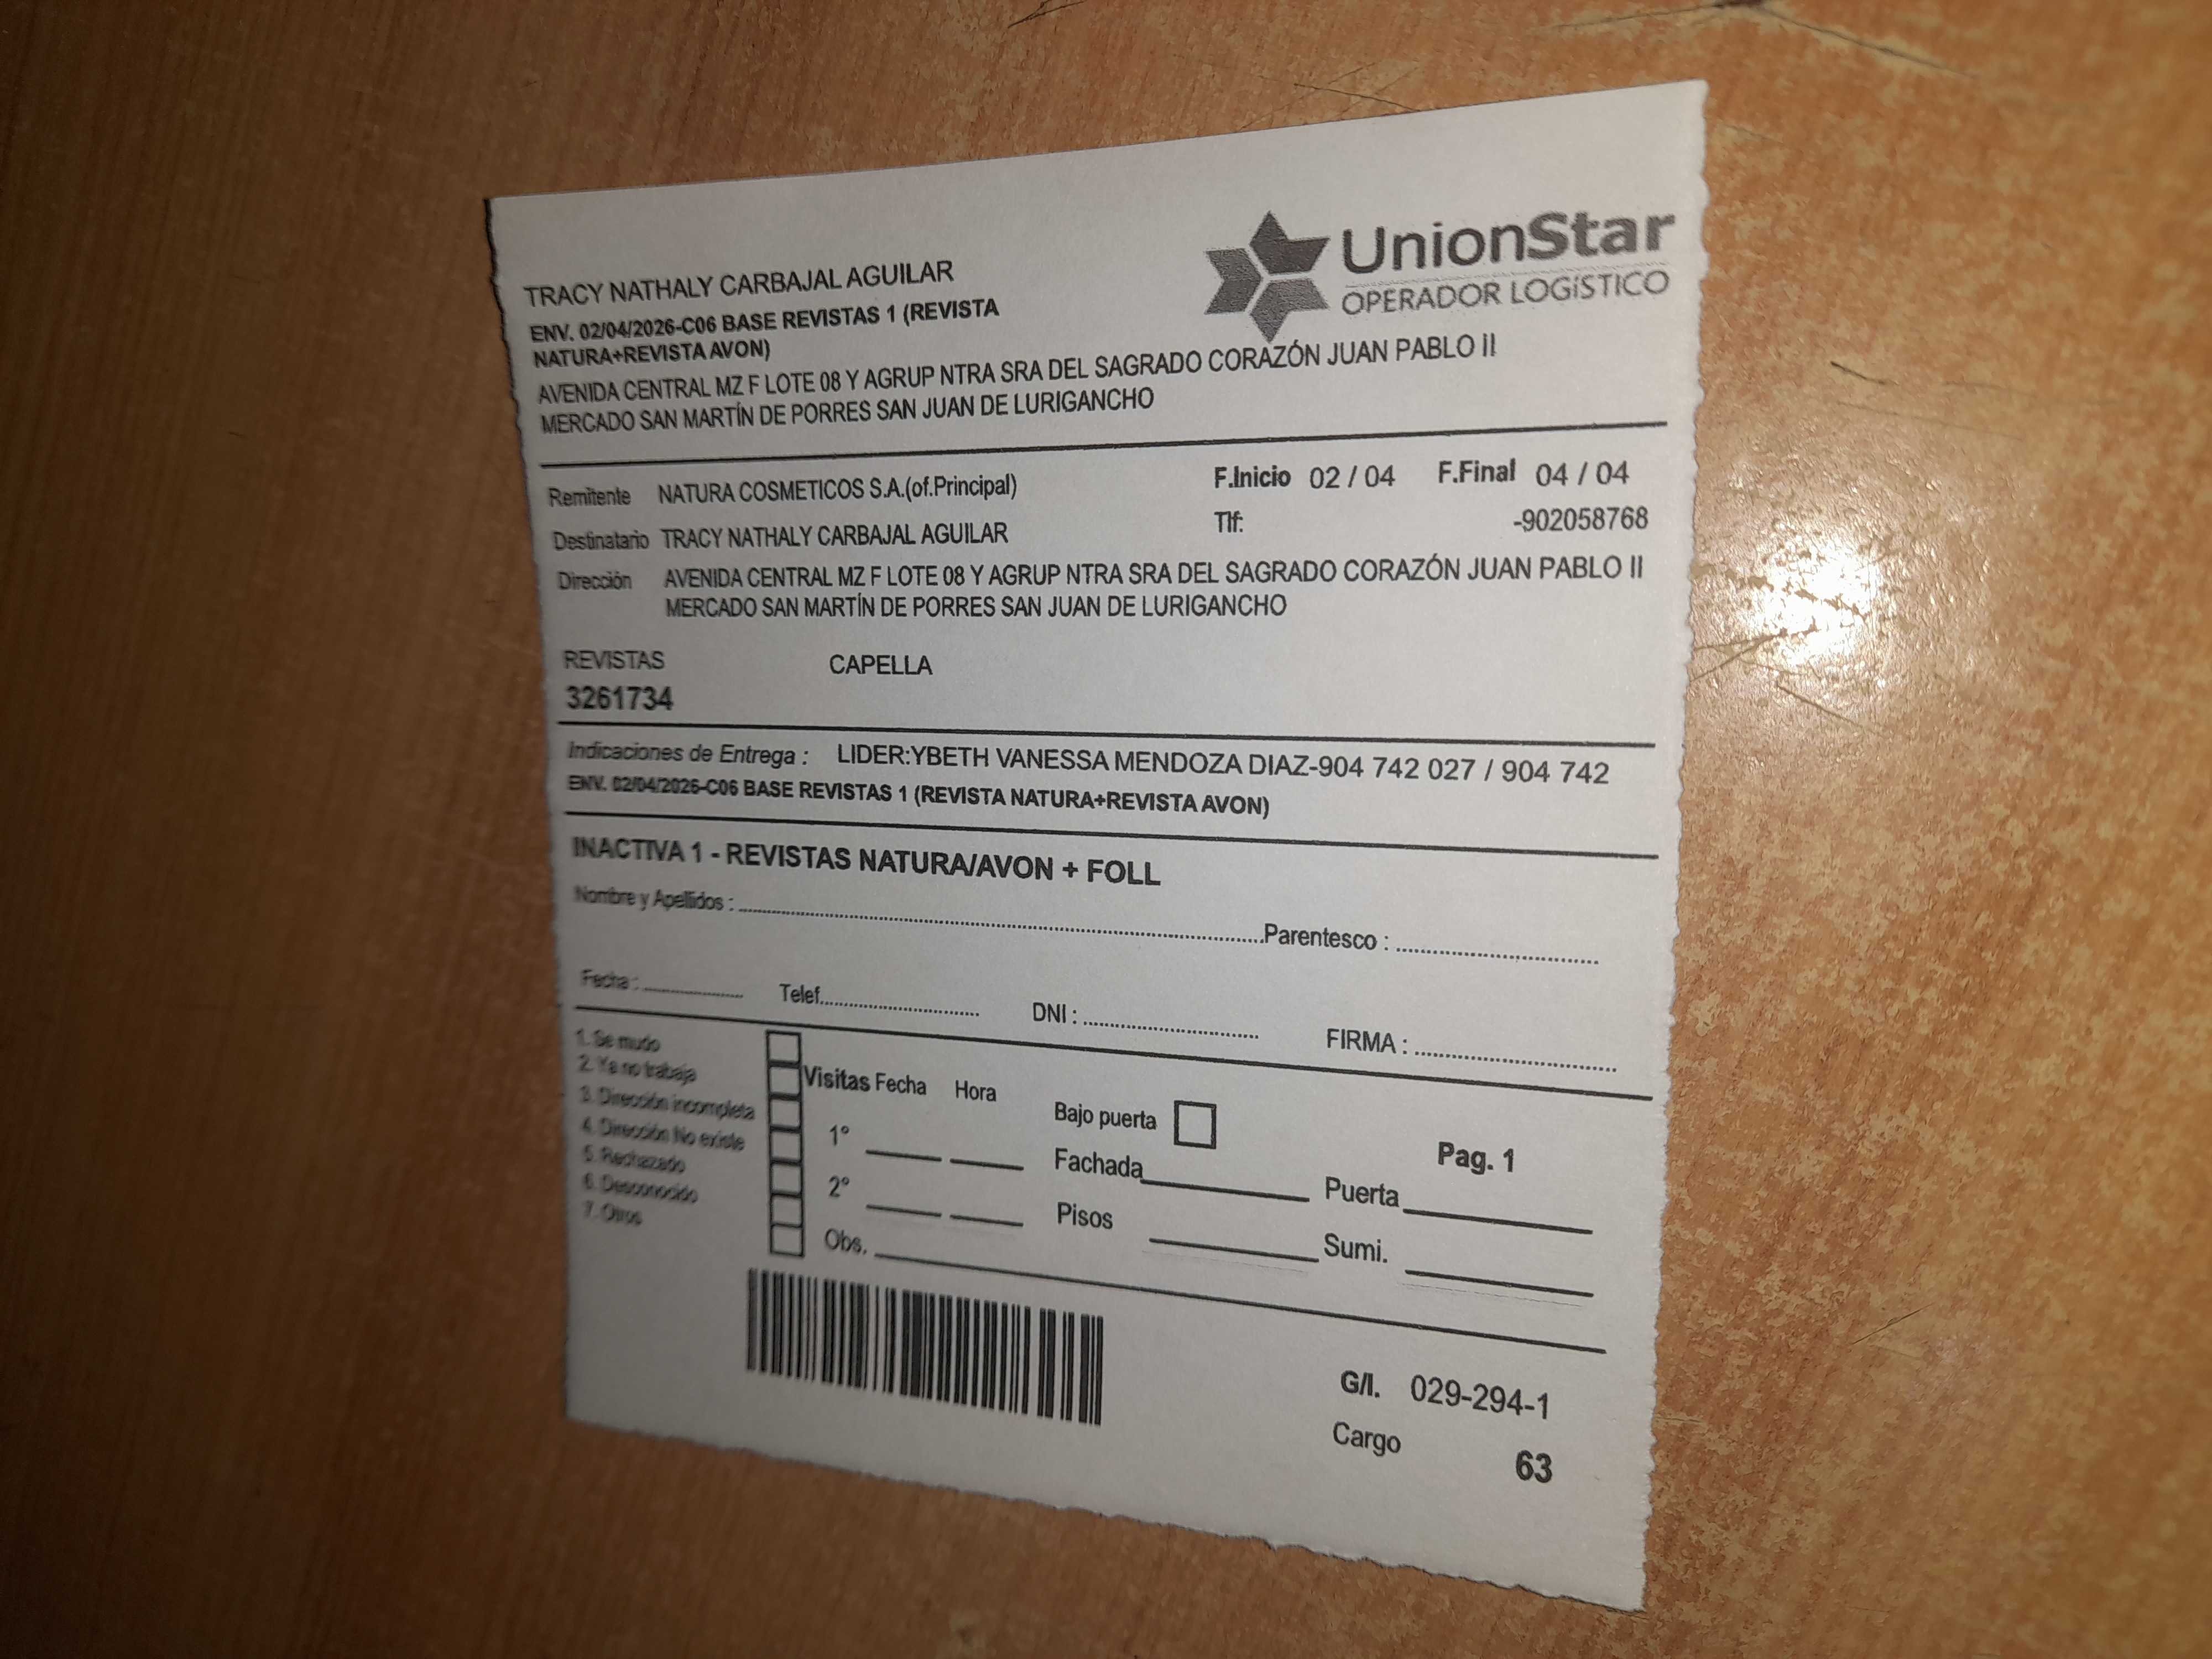 UnionStar
OPERADOR LOGÍSTICO
TRACY NATHALY CARBAJAL AGUILAR
ENV. 02/04/2026-C06 BASE REVISTAS 1 (REVISTA
NATURA+REVISTA AVON)
AVENIDA CENTRAL MZ F LOTE 08 Y AGRUP NTRA SRA DEL SAGRADO CORAZÓN JUAN PABLO II
MERCADO SAN MARTÍN DE PORRES SAN JUAN DE LURIGANCHO
Remitente NATURA COSMETICOS S.A.(of.Principal) F.Inicio 02 / 04 F.Final 04 / 04
Destinatario TRACY NATHALY CARBAJAL AGUILAR Tlf: -902058768
Dirección AVENIDA CENTRAL MZ F LOTE 08 Y AGRUP NTRA SRA DEL SAGRADO CORAZÓN JUAN PABLO II
MERCADO SAN MARTÍN DE PORRES SAN JUAN DE LURIGANCHO
REVISTAS CAPELLA
3261734
Indicaciones de Entrega : LIDER:YBETH VANESSA MENDOZA DIAZ-904 742 027 / 904 742
ENV. 02/04/2026-C06 BASE REVISTAS 1 (REVISTA NATURA+REVISTA AVON)
INACTIVA 1 - REVISTAS NATURA/AVON + FOLL
Nombre y Apellidos : Parentesco :
Fecha : Telef. DNI : FIRMA :
1. Se mudo
2. Ya no trabaja
3. Dirección incompleta
4. Dirección No existe
5. Rechazado
6. Desconocido
7. Otros
Visitas Fecha Hora
1°
2°
Obs.
Bajo puerta
Fachada
Pisos
Pag. 1
Puerta
Sumi.
G/I. 029-294-1
Cargo 63